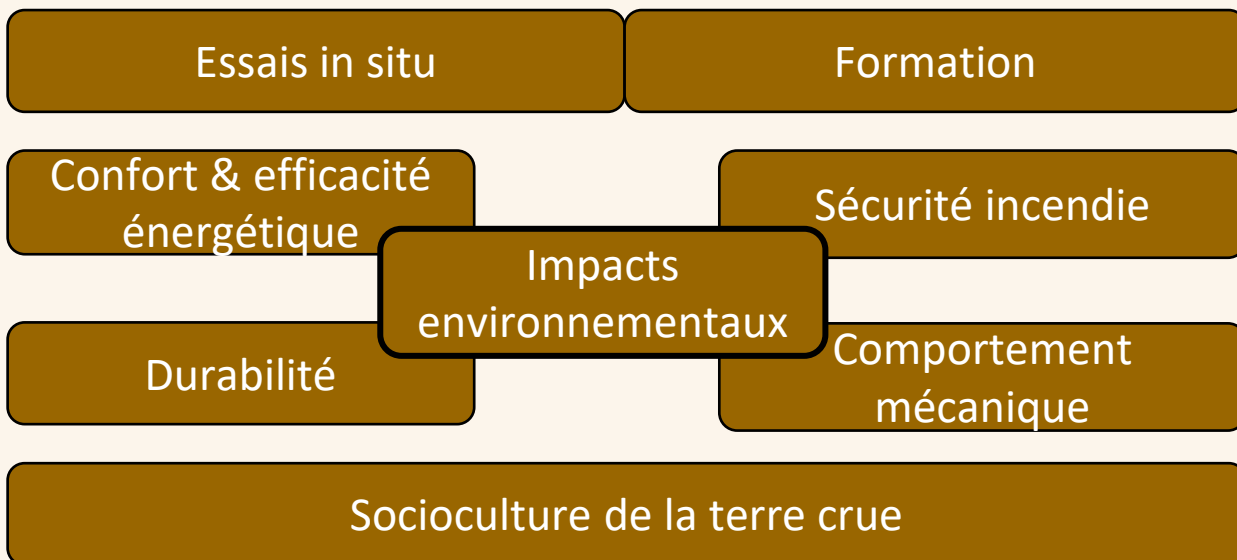 Essais in situ
Formation
Confort & efficacité
énergétique
Sécurité incendie
Impacts
environnementaux
Durabilité
Comportement
mécanique
Socioculture de la terre crue